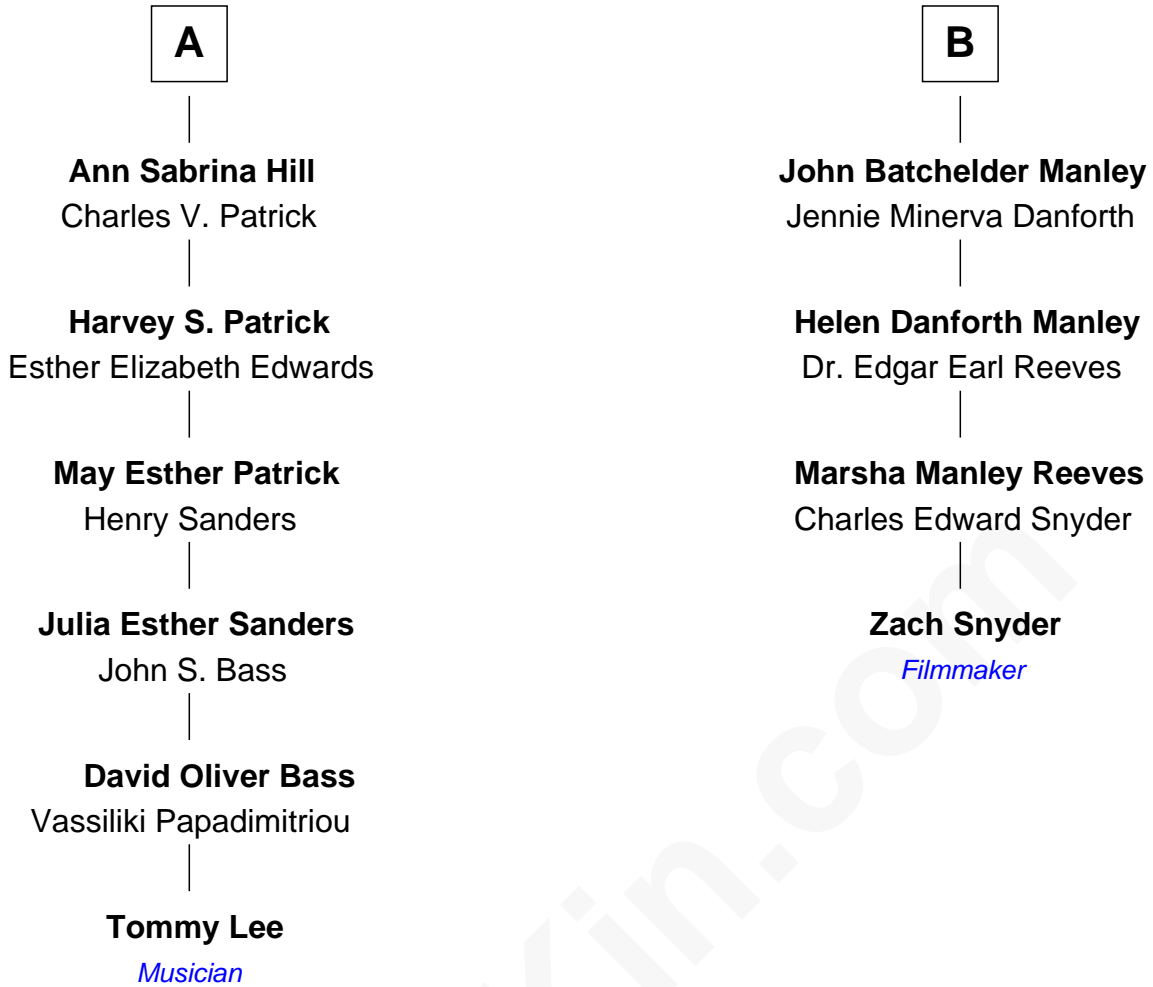 A
Ann Sabrina Hill
Charles V. Patrick
Harvey S. Patrick
Esther Elizabeth Edwards
May Esther Patrick
Henry Sanders
Julia Esther Sanders
John S. Bass
David Oliver Bass
Vassiliki Papadimitriou
Tommy Lee
Musician
B
John Batchelder Manley
Jennie Minerva Danforth
Helen Danforth Manley
Dr. Edgar Earl Reeves
Marsha Manley Reeves
Charles Edward Snyder
Zach Snyder
Filmmaker
Kin.com